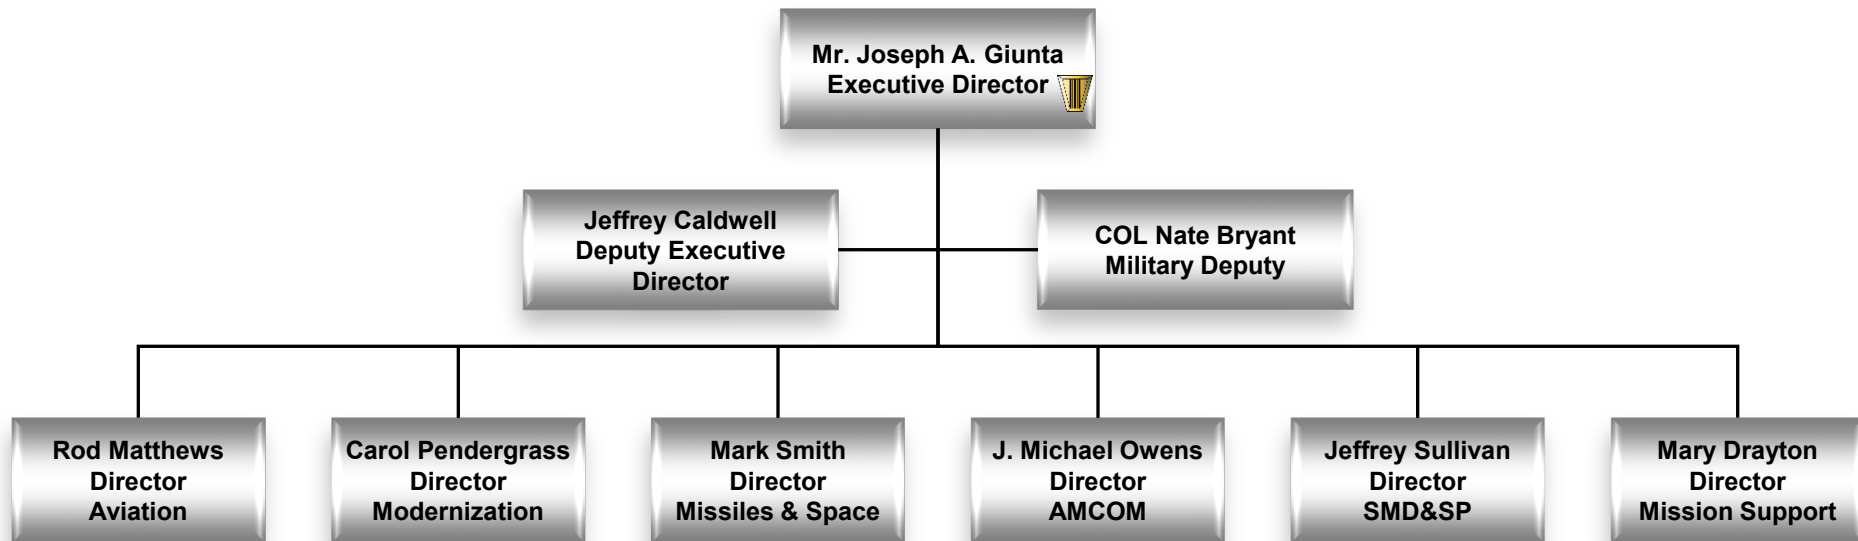 Mr. Joseph A. Giunta
Executive Director
Jeffrey Caldwell
Deputy Executive
Director
COL Nate Bryant
Military Deputy
Rod Matthews
Director
Aviation
Carol Pendergrass
Director
Modernization
Mark Smith
Director
Missiles & Space
J. Michael Owens
Director
AMCOM
Jeffrey Sullivan
Director
SMD&SP
Mary Drayton
Director
Mission Support